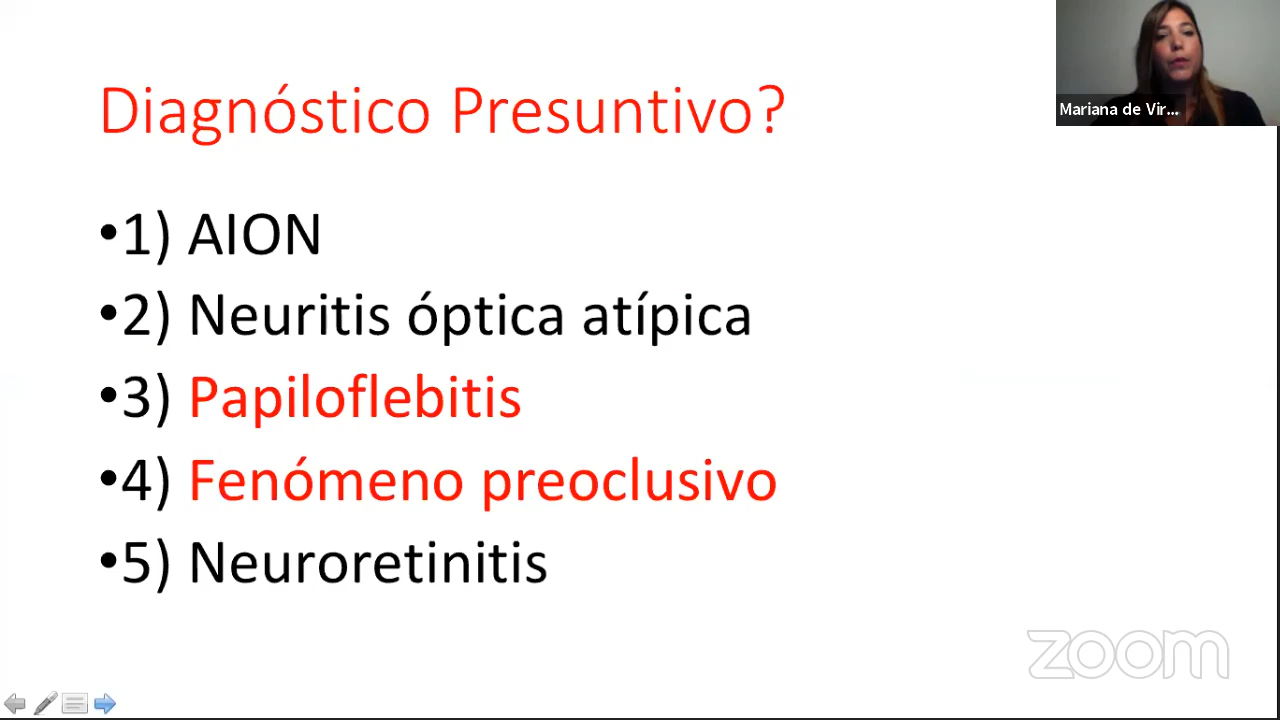 Diagnóstico Presuntivo?
Mariana de Vir...
•1) AION
•2) Neuritis óptica atípica
•3) Papiloflebitis
•4) Fenómeno preoclusivo
•5) Neuroretinitis
zoom